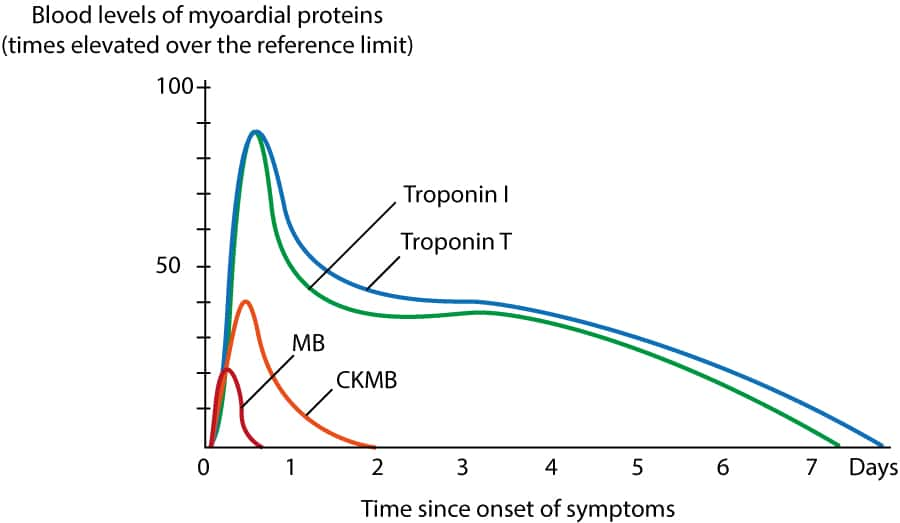 Blood levels of myoardial proteins
(times elevated over the reference limit)
100
Troponin I
Troponin T
50
MB
CKMB
0 1 2 3 4 5 6 7 Days
Time since onset of symptoms